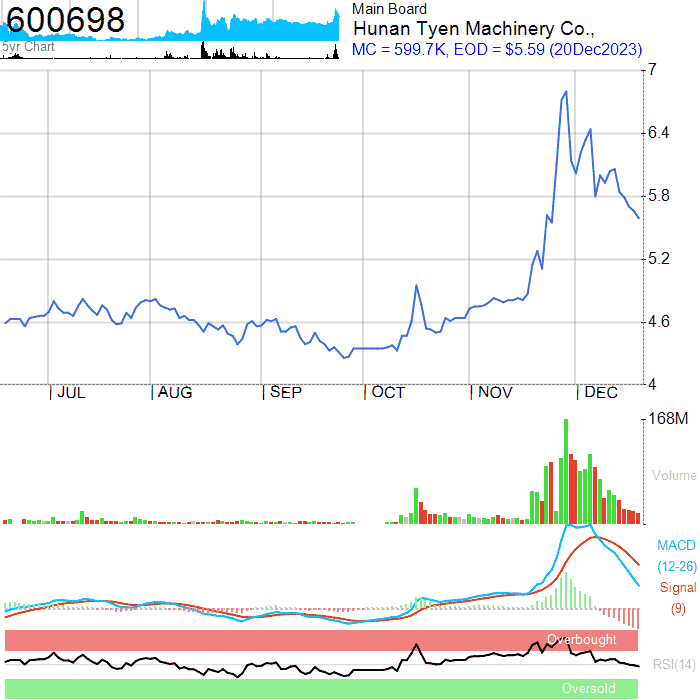 600698
5yr Chart
Main Board
Hunan Tyen Machinery Co.,
MC = 599.7K, EOD = $5.59 (20Dec2023)
7
6.4
5.8
5.2
4.6
4
JUL
AUG
SEP
OCT
NOV
DEC
168M
Volume
MACD
(12-26)
Signal
(9)
Overbought
RSI(14)
Oversold